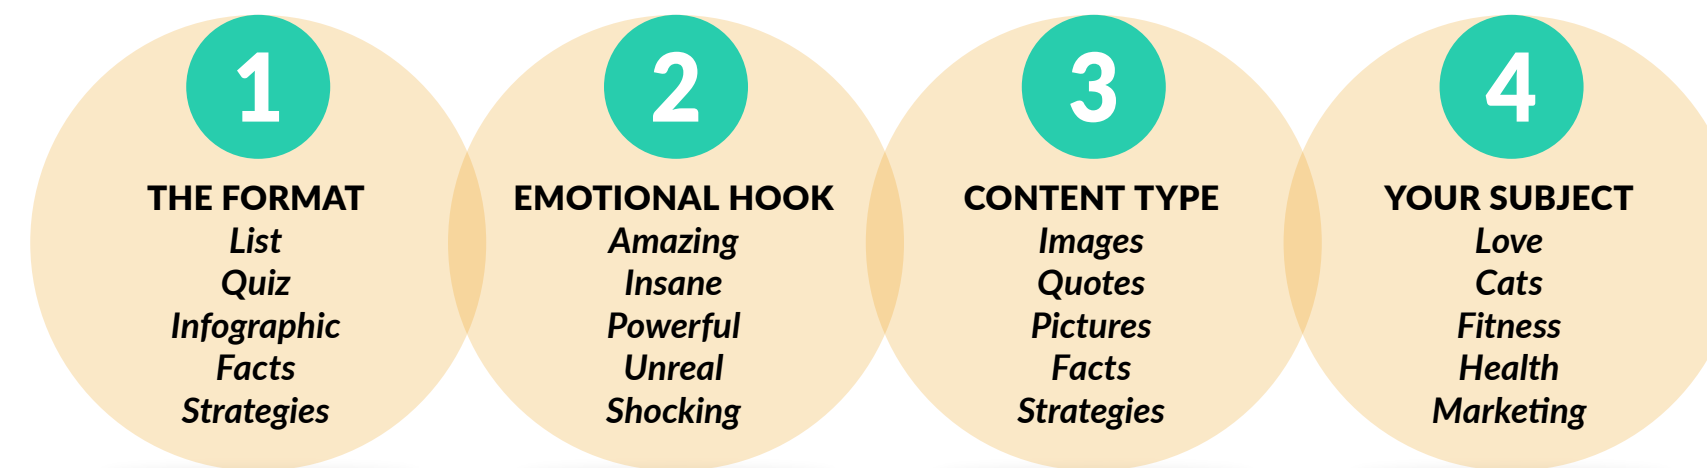 1
THE FORMAT
List
Quiz
Infographic
Facts
Strategies
2
EMOTIONAL HOOK
Amazing
Insane
Powerful
Unreal
Shocking
3
CONTENT TYPE
Images
Quotes
Pictures
Facts
Strategies
4
YOUR SUBJECT
Love
Cats
Fitness
Health
Marketing